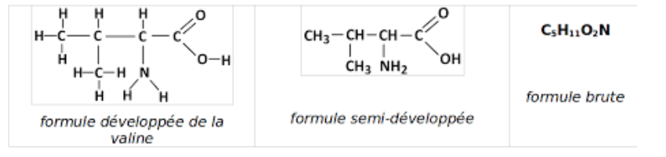 H H H O
H-C-C-C-C
H O-H
H-C-H N
H H H
formule développée de la
valine
O
CH₃-CH-CH-C
CH₃ NH₂ OH
formule semi-développée
C₅H₁₁O₂N
formule brute